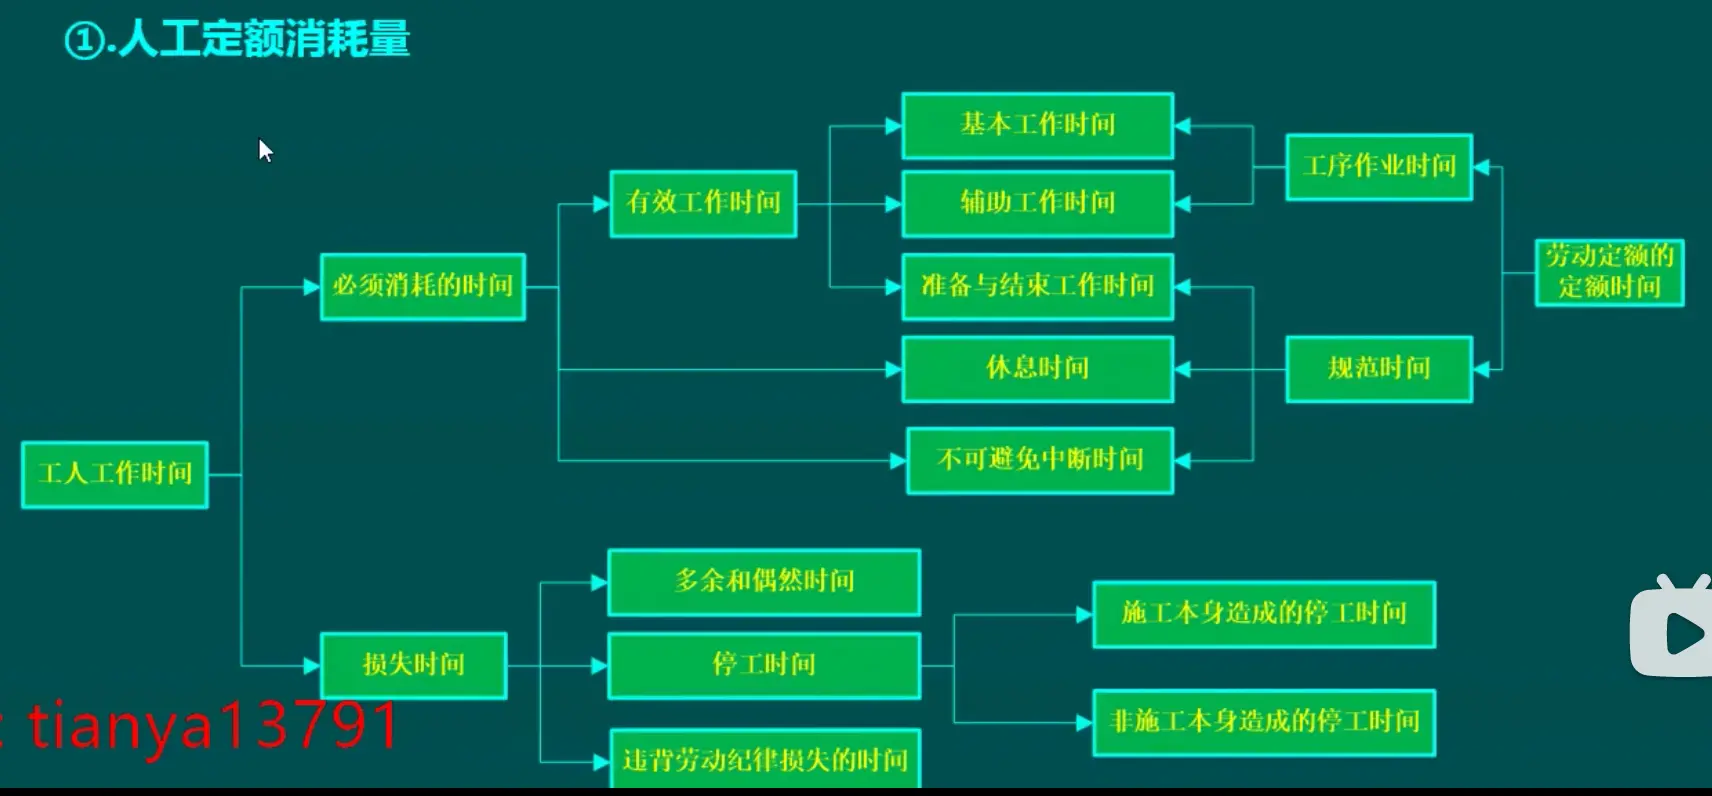 ①.人工定额消耗量
基本工作时间
工序作业时间
有效工作时间
辅助工作时间
劳动定额的
定额时间
必须消耗的时间
准备与结束工作时间
休息时间
规范时间
不可避免中断时间
工人工作时间
多余和偶然时间
施工本身造成的停工时间
损失时间
停工时间
非施工本身造成的停工时间
违背劳动纪律损失的时间
: tianya13791